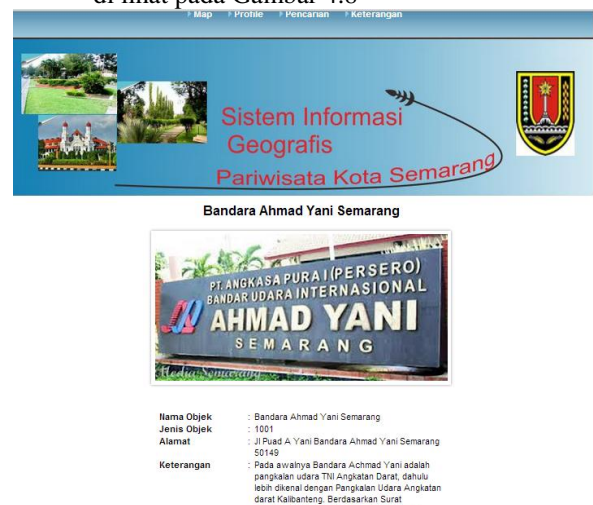 di lihat pada Gambar 4.8
Map Profile Pencarian Keterangan
Sistem Informasi
Geografis
Pariwisata Kota Semarang
Bandara Ahmad Yani Semarang
PT. ANGKASA PURA I (PERSERO)
BANDAR UDARA INTERNASIONAL
AHMAD YANI
SEMARANG
Media Semarang
Nama Objek : Bandara Ahmad Yani Semarang
Jenis Objek : 1001
Alamat : Jl Puad A Yani Bandara Ahmad Yani Semarang
50149
Keterangan : Pada awalnya Bandara Achmad Yani adalah
pangkalan udara TNI Angkatan Darat, dahulu
lebih dikenal dengan Pangkalan Udara Angkatan
darat Kalibanteng. Berdasarkan Surat